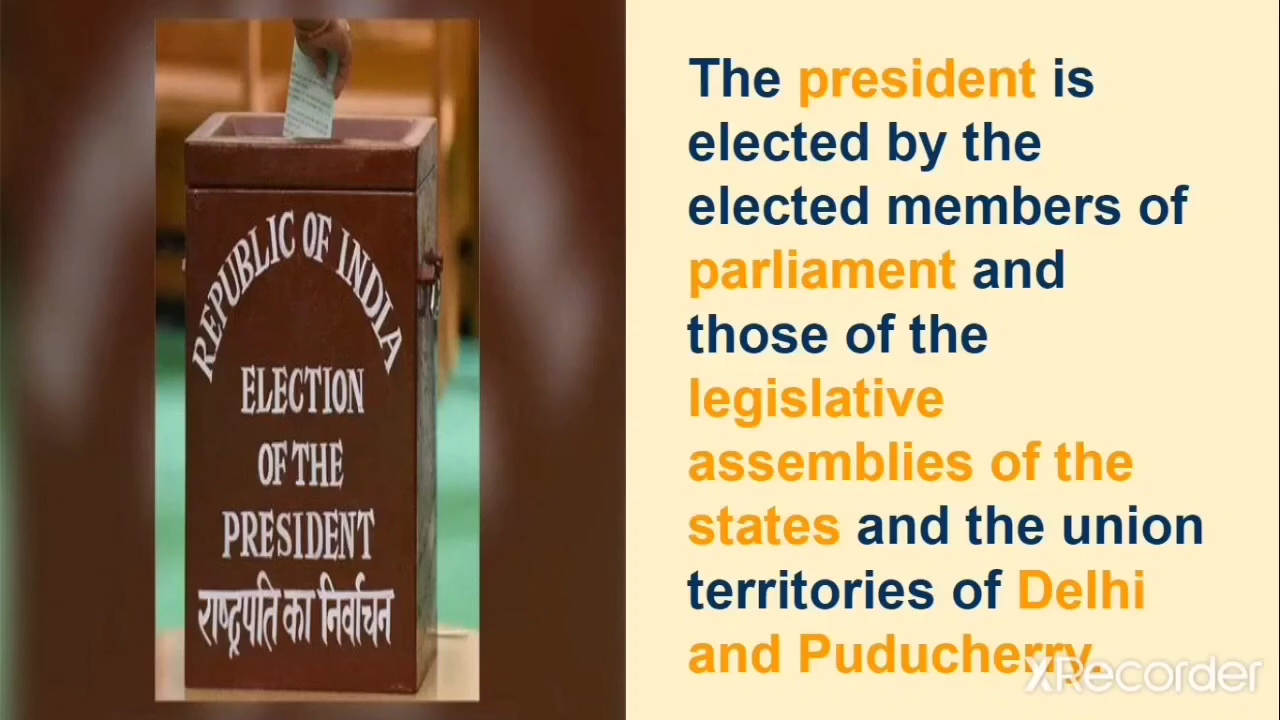 REPUBLIC OF INDIA
ELECTION
OF THE
PRESIDENT
राष्ट्रपति का निर्वाचन
The president is
elected by the
elected members of
parliament and
those of the
legislative
assemblies of the
states and the union
territories of Delhi
and Puducherry.
XRecorder